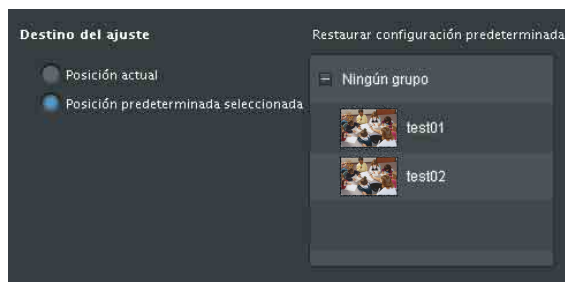 Destino del ajuste
Posición actual
Posición predeterminada seleccionada
Restaurar configuración predeterminada
Ningún grupo
test01
test02